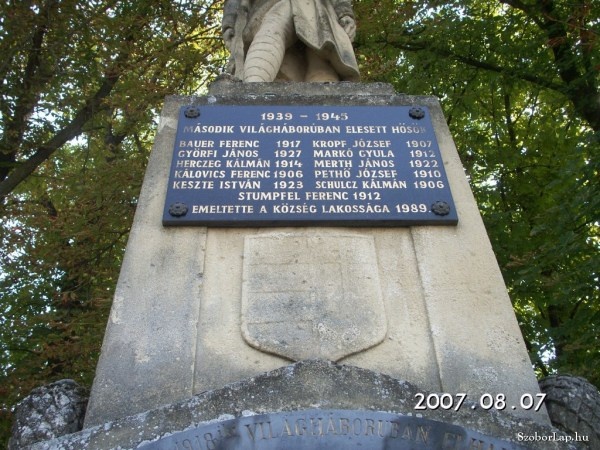 1939 - 1945
MÁSODIK VILÁGHÁBORÚBAN ELESETT HŐSÖK
BAUER FERENC 1917 KROPF JÓZSEF 1907
GYÖRFI JÁNOS 1927 MARKÓ GYULA 1912
HERCZEG KÁLMÁN 1914 MERTH JÁNOS 1922
KÁLOVICS FERENC 1906 PETHŐ JÓZSEF 1910
KESZTE ISTVÁN 1923 SCHULCZ KÁLMÁN 1906
STUMPFEL FERENC 1912
EMELTETTE A KÖZSÉG LAKOSSÁGA 1989.
2007.08.07
VILÁGHÁBORUBAN
SzoborLap.hu